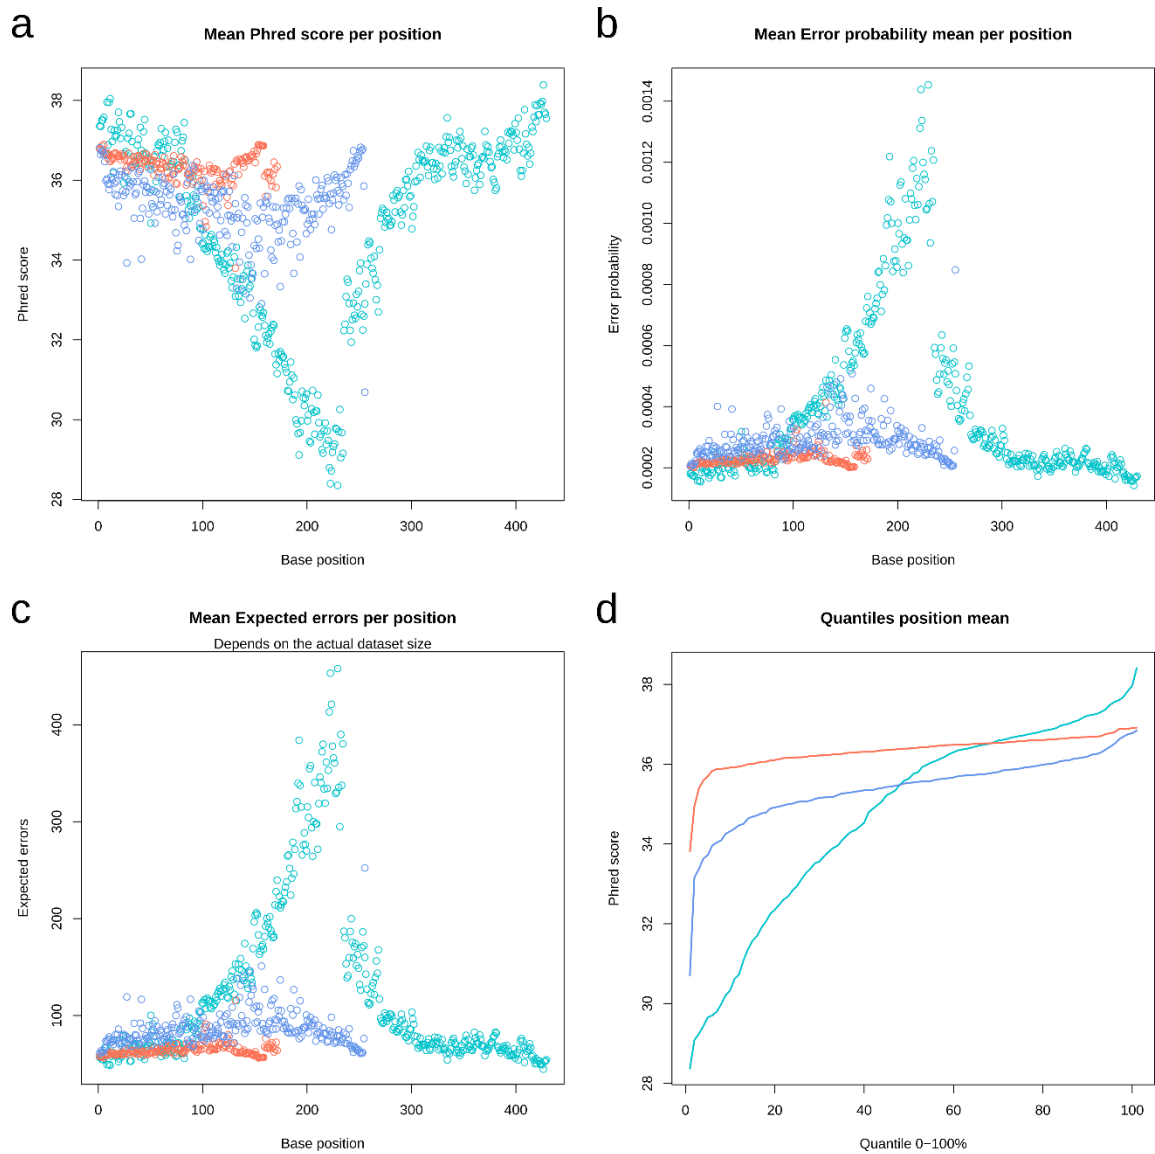 a
Mean Phred score per position
Phred score
38
36
34
32
30
28
0 100 200 300 400
Base position
b
Mean Error probability mean per position
Error probability
0.0014
0.0012
0.0010
0.0008
0.0006
0.0004
0.0002
0 100 200 300 400
Base position
c
Mean Expected errors per position
Depends on the actual dataset size
Expected errors
400
300
200
100
0 100 200 300 400
Base position
d
Quantiles position mean
Phred score
38
36
34
32
30
28
0 20 40 60 80 100
Quantile 0−100%